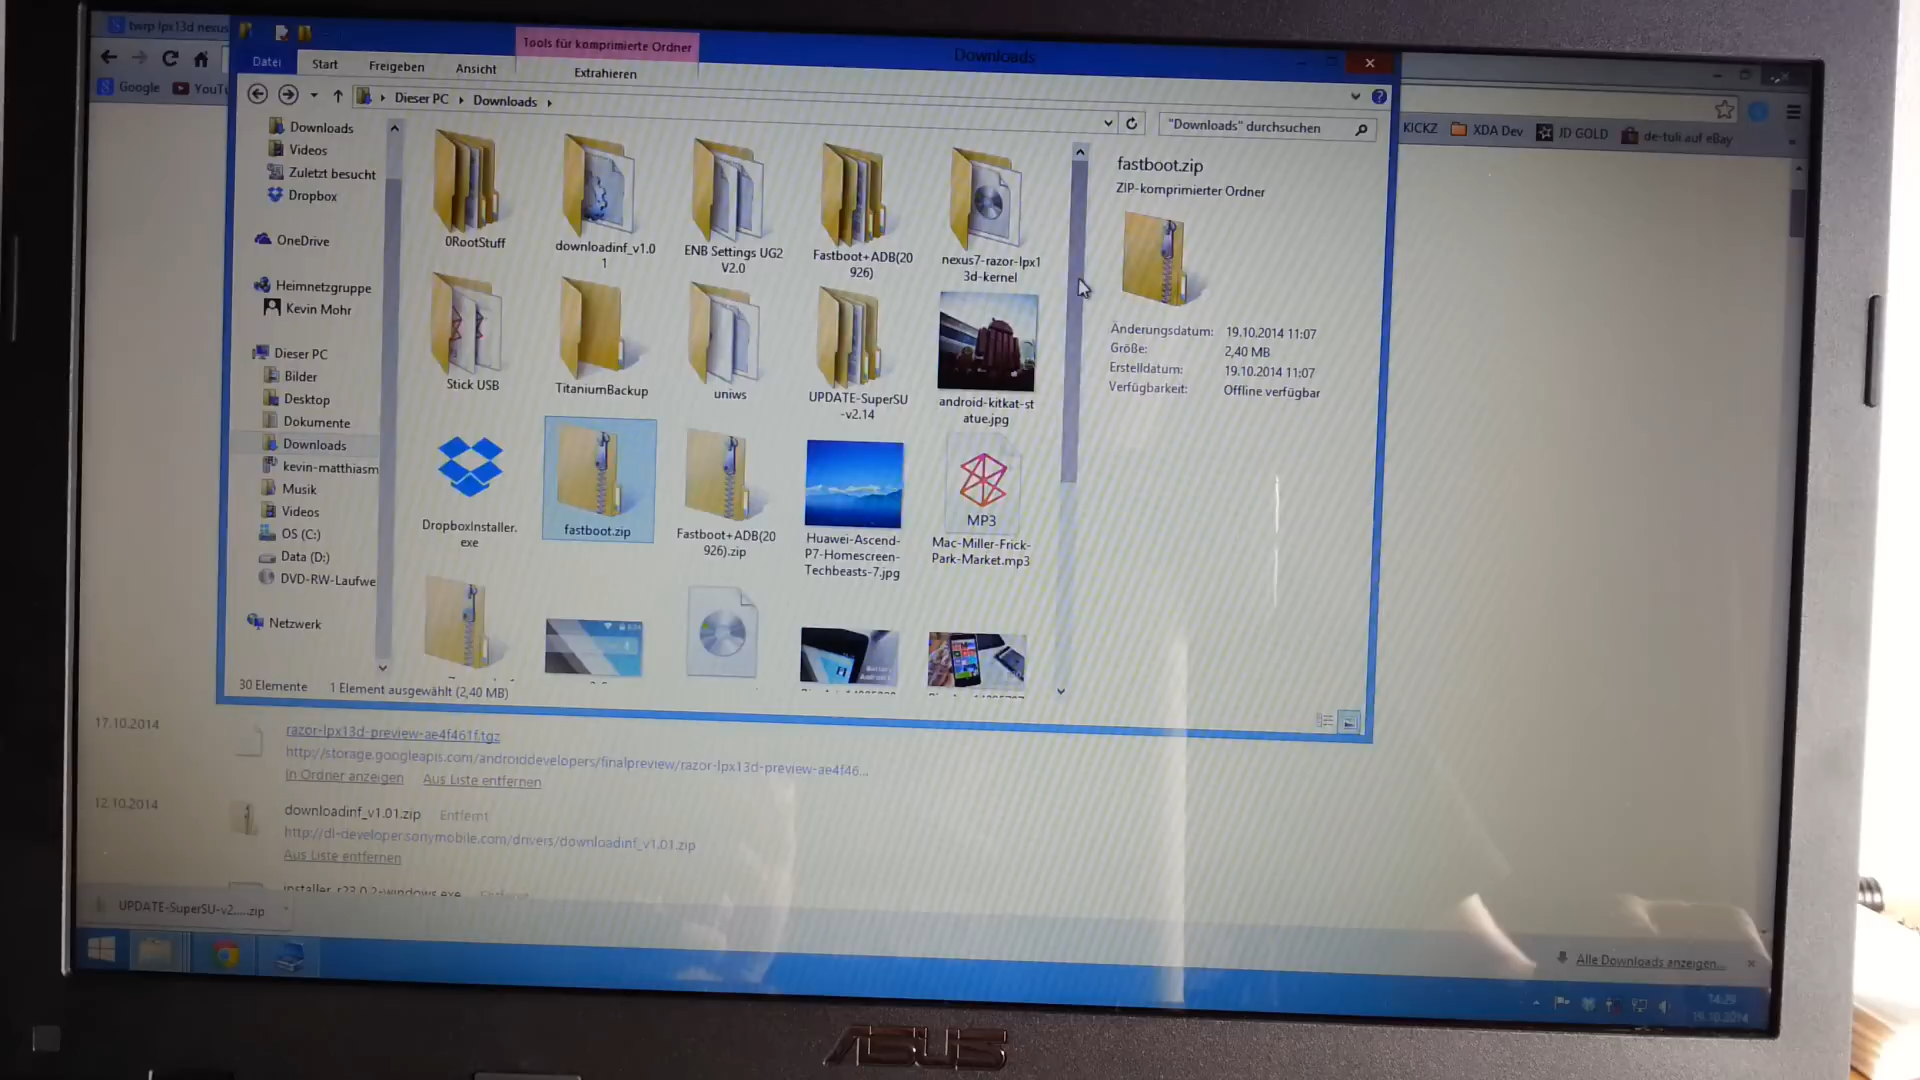 twrp lpx13d nexus
Tools für komprimierte Ordner
Downloads
Datei
Start
Freigeben
Ansicht
Extrahieren
Google
YouTu
Dieser PC
Downloads
"Downloads" durchsuchen
KICKZ
XDA Dev
JD GOLD
de-tuli auf eBay
Downloads
Videos
Zuletzt besucht
Dropbox
OneDrive
Heimnetzgruppe
Kevin Mohr
Dieser PC
Bilder
Desktop
Dokumente
Downloads
kevin-matthiasm
Musik
Videos
OS (C:)
Data (D:)
DVD-RW-Laufwe
Netzwerk
0RootStuff
downloadinf_v1.0
1
ENB Settings UG2
V2.0
Fastboot+ADB(20
926)
nexus7-razor-lpx1
3d-kernel
Stick USB
TitaniumBackup
uniws
UPDATE-SuperSU
-v2.14
android-kitkat-st
atue.jpg
DropboxInstaller.
exe
fastboot.zip
Fastboot+ADB(20
926).zip
Huawei-Ascend-
P7-Homescreen-
Techbeasts-7.jpg
MP3
Mac-Miller-Frick-
Park-Market.mp3
fastboot.zip
ZIP-komprimierter Ordner
Änderungsdatum: 19.10.2014 11:07
Größe: 2,40 MB
Erstelldatum: 19.10.2014 11:07
Verfügbarkeit: Offline verfügbar
30 Elemente
1 Element ausgewählt (2,40 MB)
17.10.2014
razor-lpx13d-preview-ae4f461f.tgz
http://storage.googleapis.com/androiddevelopers/finalpreview/razor-lpx13d-preview-ae4f46...
In Ordner anzeigen
Aus Liste entfernen
12.10.2014
downloadinf_v1.01.zip
Entfernt
http://dl-developer.sonymobile.com/drivers/downloadinf_v1.01.zip
Aus Liste entfernen
installer_r23.0.2-windows.exe
Entfernt
UPDATE-SuperSU-v2....zip
Alle Downloads anzeigen...
14:29
19.10.2014
ASUS